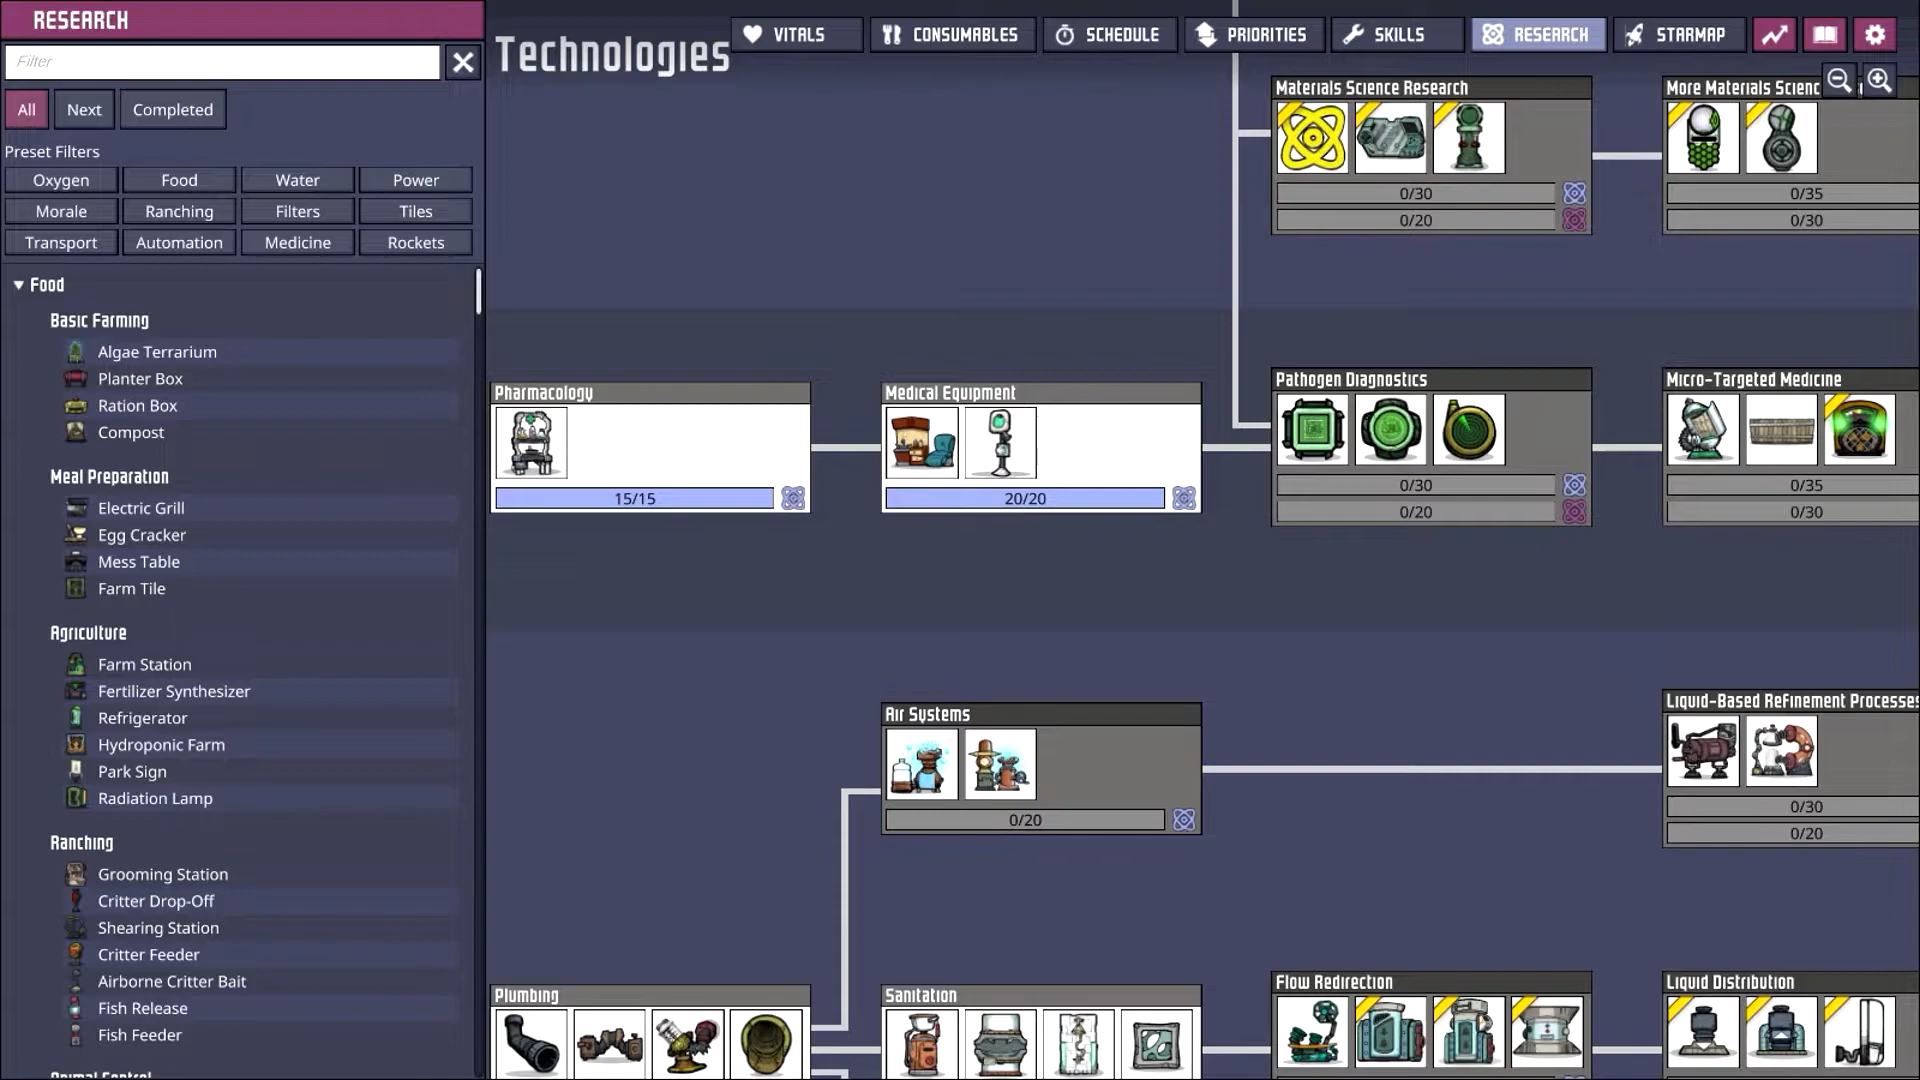 RESEARCH
Filter
All
Next
Completed
Preset Filters
Oxygen
Food
Water
Power
Morale
Ranching
Filters
Tiles
Transport
Automation
Medicine
Rockets
Food
Basic Farming
Algae Terrarium
Planter Box
Ration Box
Compost
Meal Preparation
Electric Grill
Egg Cracker
Mess Table
Farm Tile
Agriculture
Farm Station
Fertilizer Synthesizer
Refrigerator
Hydroponic Farm
Park Sign
Radiation Lamp
Ranching
Grooming Station
Critter Drop-Off
Shearing Station
Critter Feeder
Airborne Critter Bait
Fish Release
Fish Feeder
Technologies
VITALS
CONSUMABLES
SCHEDULE
PRIORITIES
SKILLS
RESEARCH
STARMAP
Materials Science Research
0/30
0/20
More Materials Scienc
0/35
0/30
Pharmacology
15/15
Medical Equipment
20/20
Pathogen Diagnostics
0/30
0/20
Micro-Targeted Medicine
0/35
0/30
Air Systems
0/20
Liquid-Based Refinement Processes
0/30
0/20
Plumbing
Sanitation
Flow Redirection
Liquid Distribution